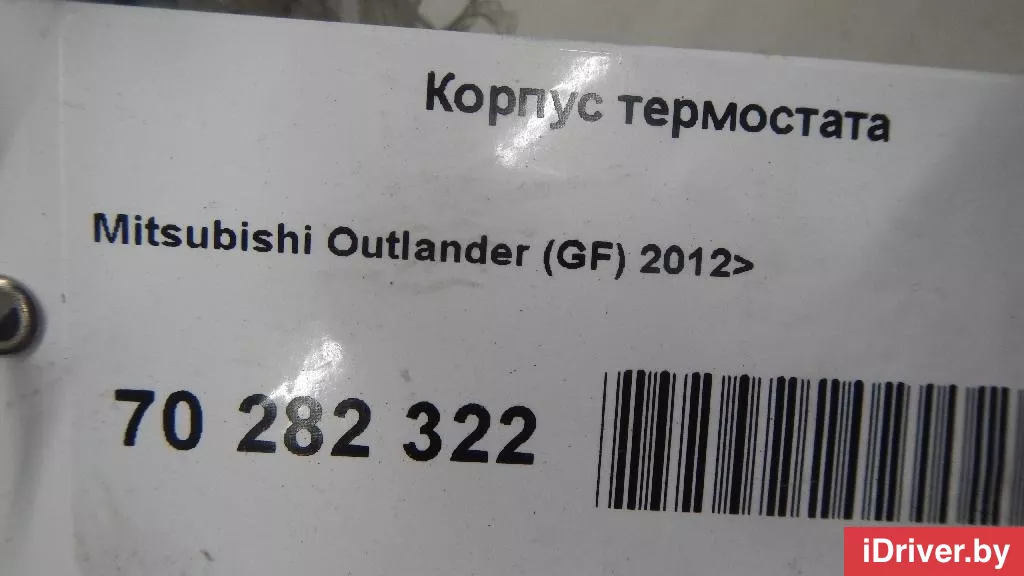 Корпус термостата
Mitsubishi Outlander (GF) 2012>
70 282 322
iDriver.by